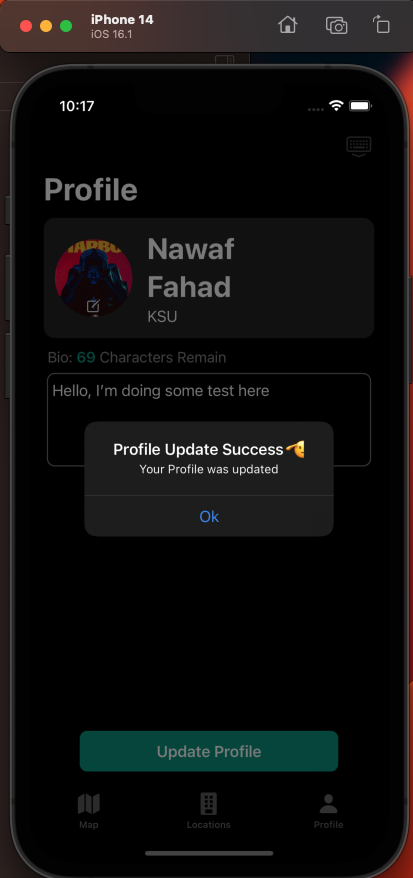 iPhone 14
iOS 16.1
10:17
Profile
Nawaf
Fahad
KSU
Bio: 69 Characters Remain
Hello, I'm doing some test here
Profile Update Success🫡
Your Profile was updated
Ok
Update Profile
Map
Locations
Profile